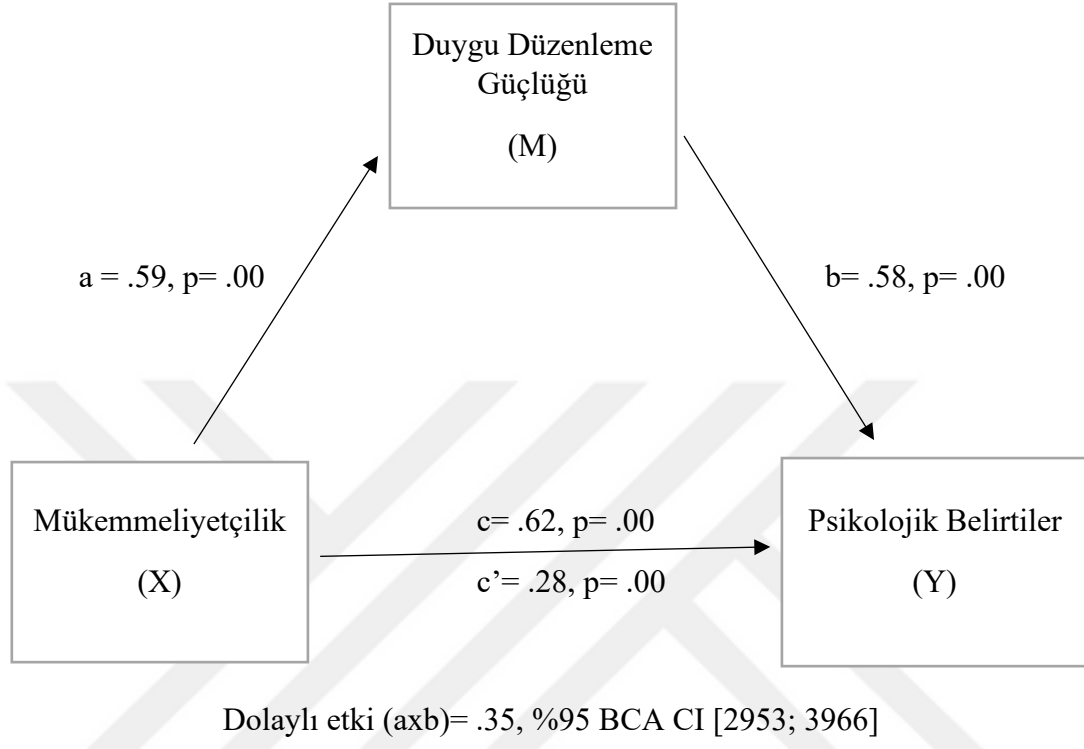 Duygu Düzenleme
Güçlüğü
(M)
a = .59, p= .00
b= .58, p= .00
Mükemmeliyetçilik
(X)
c= .62, p= .00
c’= .28, p= .00
Psikolojik Belirtiler
(Y)
Dolaylı etki (axb)= .35, %95 BCA CI [2953; 3966]